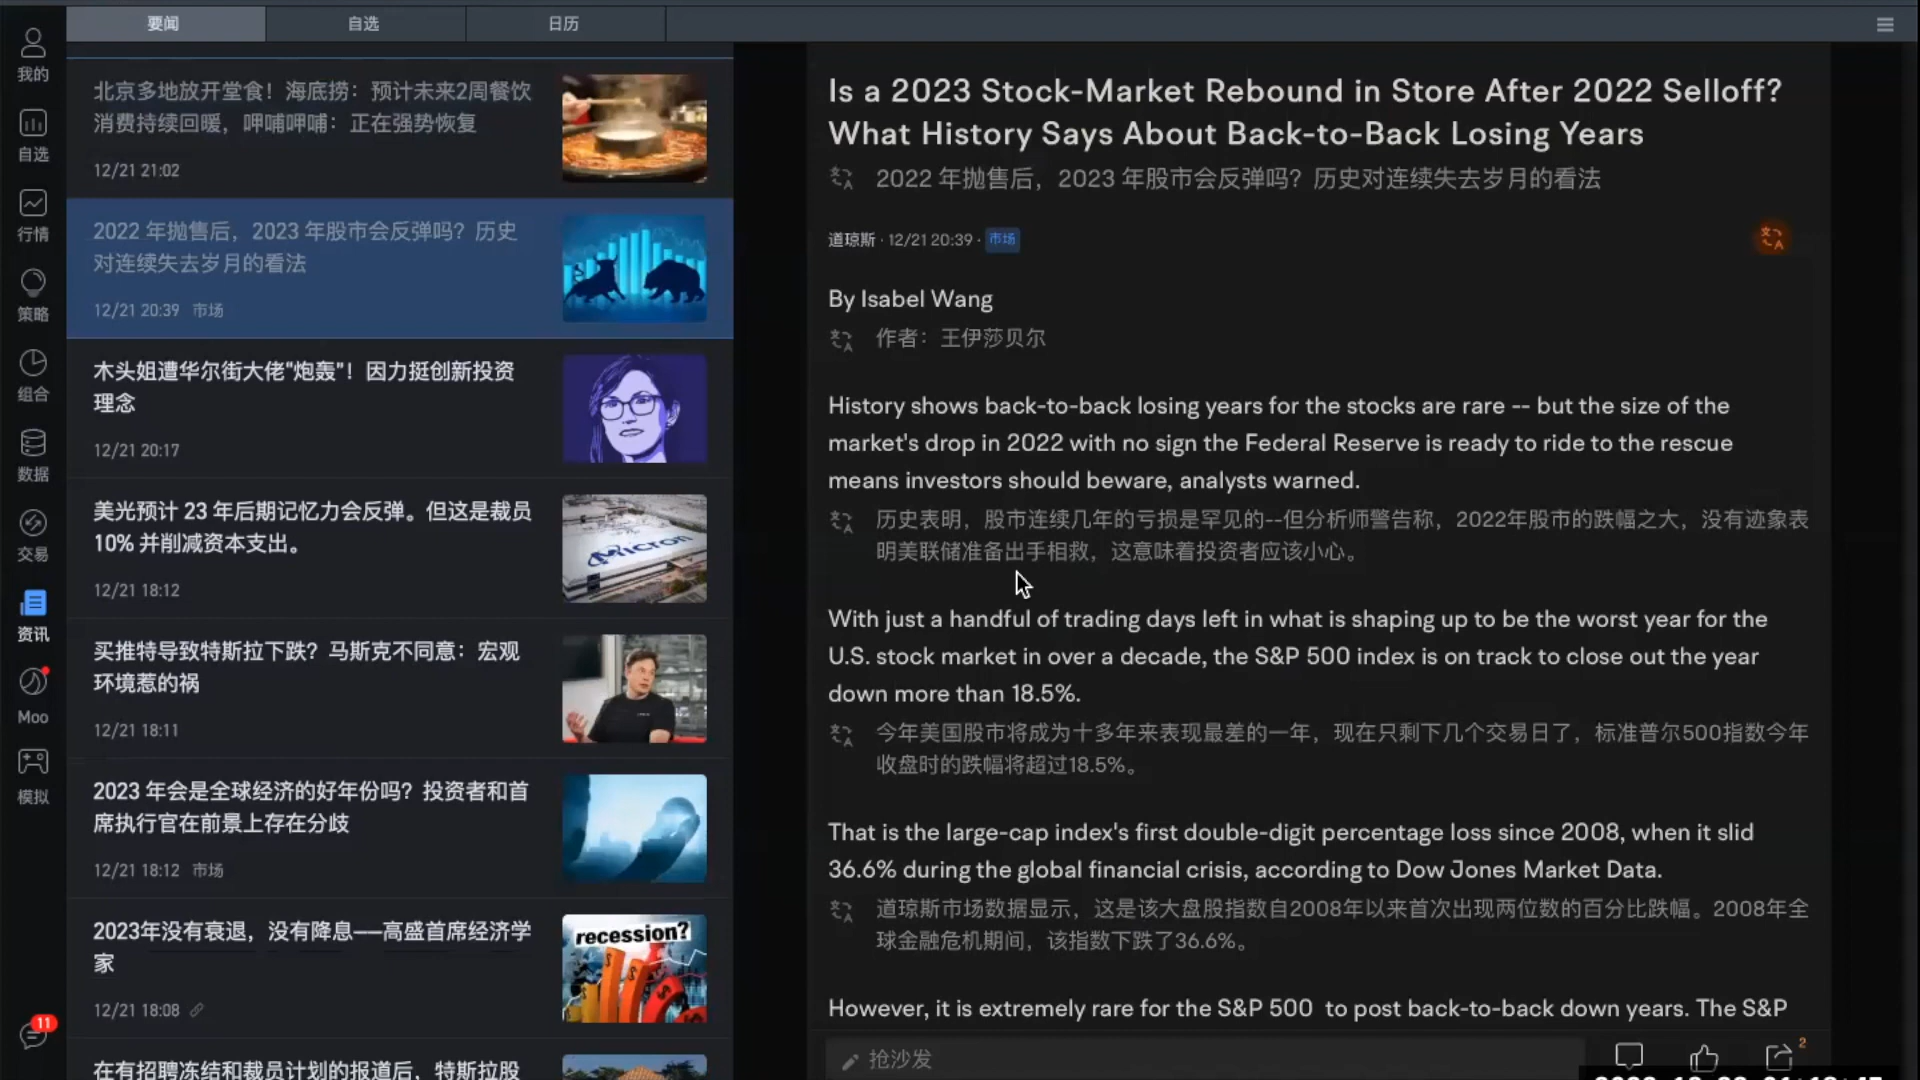 要闻
自选
日历
我的
自选
行情
策略
组合
数据
交易
资讯
Moo
模拟
11
北京多地放开堂食！海底捞：预计未来2周餐饮
消费持续回暖，呷哺呷哺：正在强势恢复
12/21 21:02
2022 年抛售后，2023 年股市会反弹吗？历史
对连续失去岁月的看法
12/21 20:39 市场
木头姐遭华尔街大佬"炮轰"！因力挺创新投资
理念
12/21 20:17
美光预计 23 年后期记忆力会反弹。但这是裁员
10% 并削减资本支出。
12/21 18:12
MICRON
买推特导致特斯拉下跌？马斯克不同意：宏观
环境惹的祸
12/21 18:11
2023 年会是全球经济的好年份吗？投资者和首
席执行官在前景上存在分歧
12/21 18:12 市场
2023年没有衰退，没有降息——高盛首席经济学
家
12/21 18:08
recession?
在有招聘冻结和裁员计划的报道后，特斯拉股
Is a 2023 Stock-Market Rebound in Store After 2022 Selloff?
What History Says About Back-to-Back Losing Years
2022 年抛售后，2023 年股市会反弹吗？历史对连续失去岁月的看法
道琼斯 · 12/21 20:39 · 市场
By Isabel Wang
作者：王伊莎贝尔
History shows back-to-back losing years for the stocks are rare -- but the size of the
market's drop in 2022 with no sign the Federal Reserve is ready to ride to the rescue
means investors should beware, analysts warned.
历史表明，股市连续几年的亏损是罕见的--但分析师警告称，2022年股市的跌幅之大，没有迹象表
明美联储准备出手相救，这意味着投资者应该小心。
With just a handful of trading days left in what is shaping up to be the worst year for the
U.S. stock market in over a decade, the S&P 500 index is on track to close out the year
down more than 18.5%.
今年美国股市将成为十多年来表现最差的一年，现在只剩下几个交易日了，标准普尔500指数今年
收盘时的跌幅将超过18.5%。
That is the large-cap index's first double-digit percentage loss since 2008, when it slid
36.6% during the global financial crisis, according to Dow Jones Market Data.
道琼斯市场数据显示，这是该大盘股指数自2008年以来首次出现两位数的百分比跌幅。2008年全
球金融危机期间，该指数下跌了36.6%。
However, it is extremely rare for the S&P 500 to post back-to-back down years. The S&P
抢沙发
2